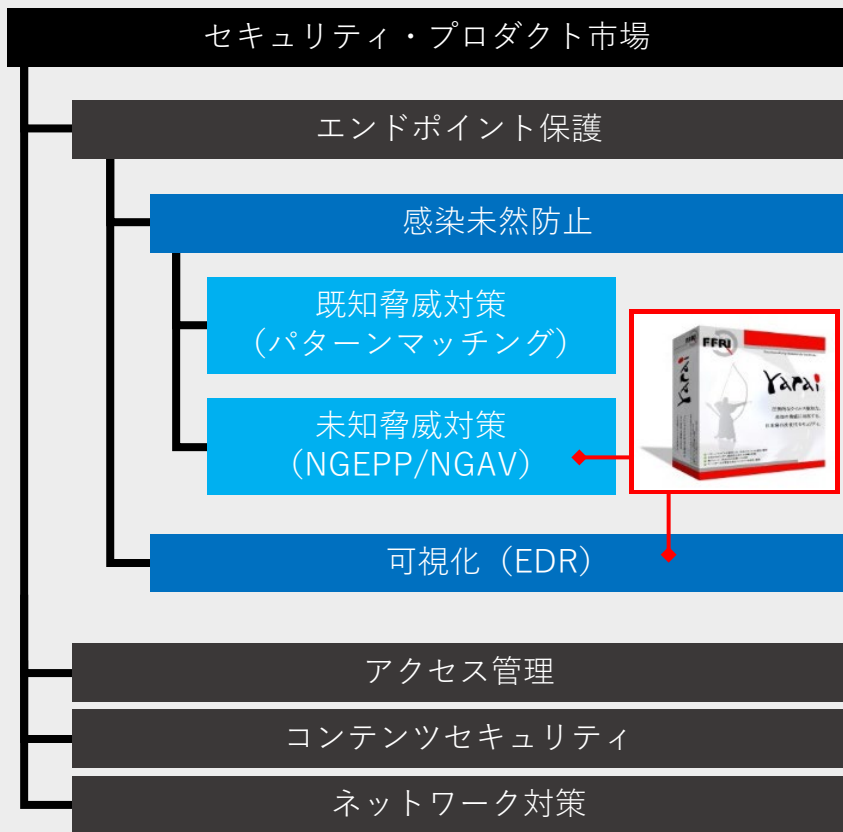 セキュリティ・プロダクト市場
エンドポイント保護
感染未然防止
既知脅威対策
(パターンマッチング)
未知脅威対策
(NGEPP/NGAV)
FFRI
yarai
可視化（EDR）
アクセス管理
コンテンツセキュリティ
ネットワーク対策